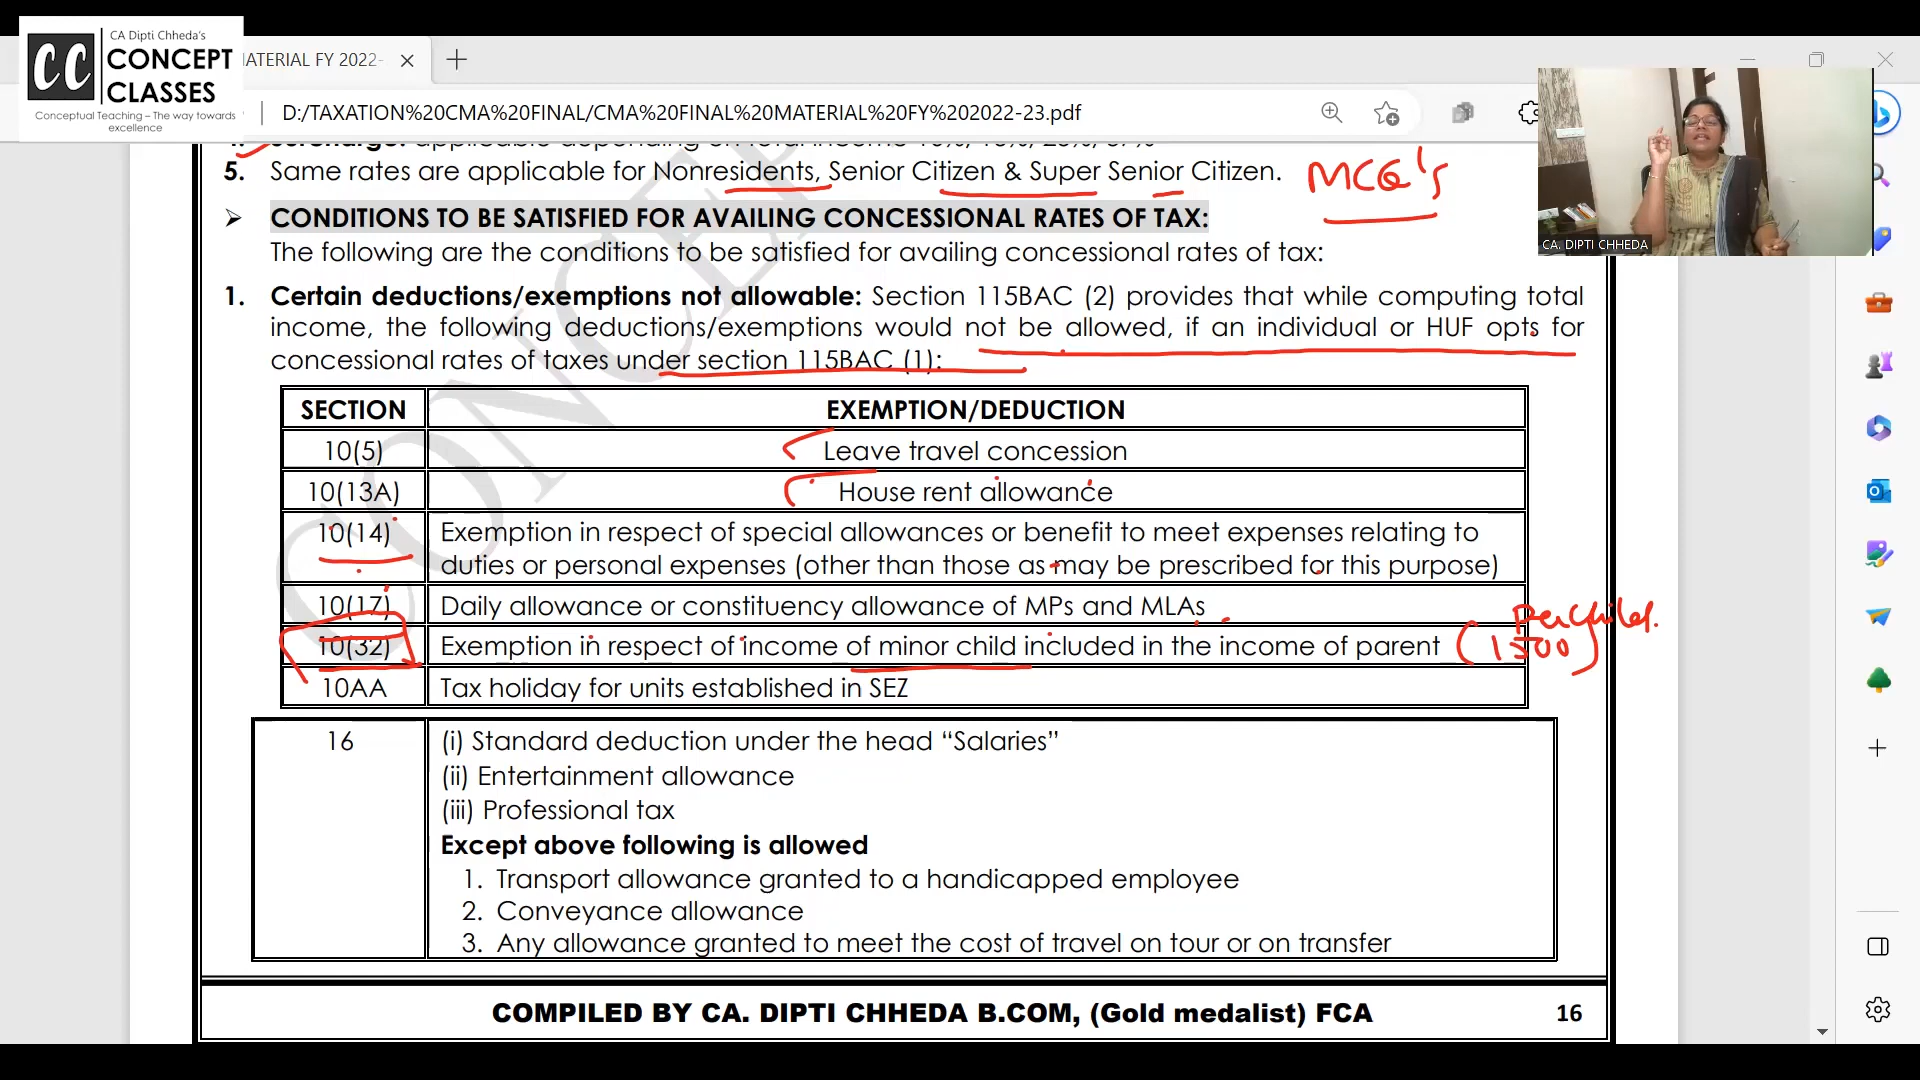 CA Dipti Chheda's
CC CONCEPT
CLASSES
Conceptual Teaching – The way towards
excellence
MATERIAL FY 2022-
D:/TAXATION%20CMA%20FINAL/CMA%20FINAL%20MATERIAL%20FY%202022-23.pdf
5. Same rates are applicable for Nonresidents, Senior Citizen & Super Senior Citizen.
MCQ's
CA. DIPTI CHHEDA
➢ CONDITIONS TO BE SATISFIED FOR AVAILING CONCESSIONAL RATES OF TAX:
The following are the conditions to be satisfied for availing concessional rates of tax:
1. Certain deductions/exemptions not allowable: Section 115BAC (2) provides that while computing total
income, the following deductions/exemptions would not be allowed, if an individual or HUF opts for
concessional rates of taxes under section 115BAC (1):
SECTION EXEMPTION/DEDUCTION
10(5) Leave travel concession
10(13A) House rent allowance
10(14) Exemption in respect of special allowances or benefit to meet expenses relating to
duties or personal expenses (other than those as may be prescribed for this purpose)
10(17) Daily allowance or constituency allowance of MPs and MLAs
per child.
10(32) Exemption in respect of income of minor child included in the income of parent (1500)
10AA Tax holiday for units established in SEZ
16 (i) Standard deduction under the head “Salaries”
(ii) Entertainment allowance
(iii) Professional tax
Except above following is allowed
1. Transport allowance granted to a handicapped employee
2. Conveyance allowance
3. Any allowance granted to meet the cost of travel on tour or on transfer
COMPILED BY CA. DIPTI CHHEDA B.COM, (Gold medalist) FCA 16